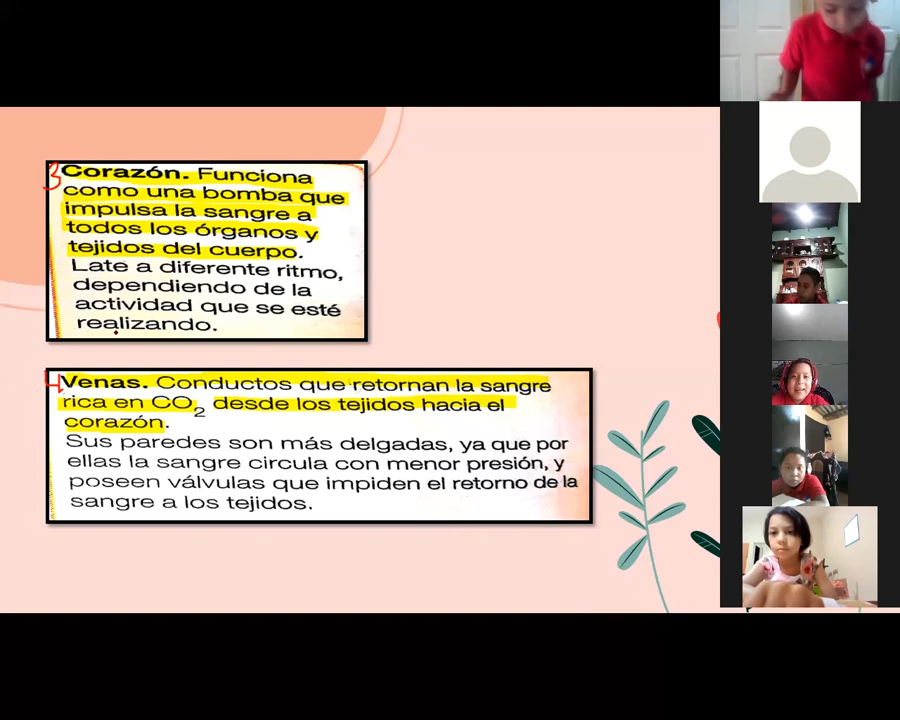 3 Corazón. Funciona
como una bomba que
impulsa la sangre a
todos los órganos y
tejidos del cuerpo.
Late a diferente ritmo,
dependiendo de la
actividad que se esté
realizando.
4 Venas. Conductos que retornan la sangre
rica en CO₂ desde los tejidos hacia el
corazón.
Sus paredes son más delgadas, ya que por
ellas la sangre circula con menor presión, y
poseen válvulas que impiden el retorno de la
sangre a los tejidos.